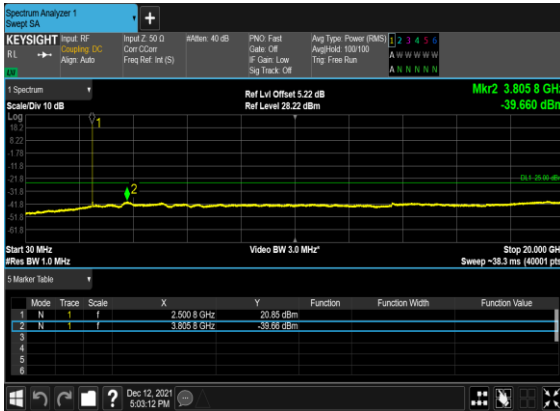 Spectrum Analyzer 1
Swept SA
KEYSIGHT Input: RF Input Z: 50 Ω #Atten: 40 dB PNO: Fast Avg Type: Power (RMS) 1 2 3 4 5 6
RL Coupling: DC Corr CCorr Gate: Off Avg|Hold: 100/100 A W W W W W
Align: Auto Freq Ref: Int (S) IF Gain: Low Trig: Free Run
Sig Track: Off A N N N N N
1 Spectrum Ref Lvl Offset 5.22 dB Mkr2 3.805 8 GHz
Scale/Div 10 dB Ref Level 28.22 dBm -39.660 dBm
Log
1
18.2
8.22
-1.78
-11.8
-21.8 DL1 -25.00 dBm
-31.8 2
-41.8
-51.8
-61.8
Start 30 MHz Video BW 3.0 MHz* Stop 20.000 GH
#Res BW 1.0 MHz Sweep ~38.3 ms (40001 pts
5 Marker Table
Mode Trace Scale X Y Function Function Width Function Value
1 N 1 f 2.500 8 GHz 20.85 dBm
2 N 1 f 3.805 8 GHz -39.66 dBm
3
4
5
6
? Dec 12, 2021
5:03:12 PM